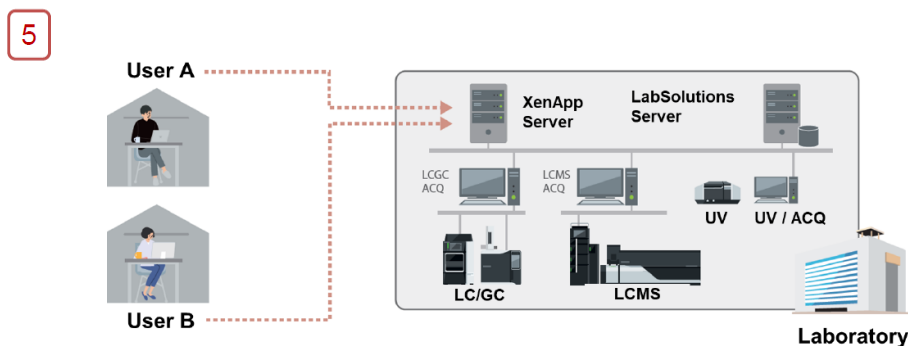 5
User A
XenApp
Server
LabSolutions
Server
LCGC
ACQ
LCMS
ACQ
UV
UV / ACQ
LC/GC
LCMS
User B
Laboratory